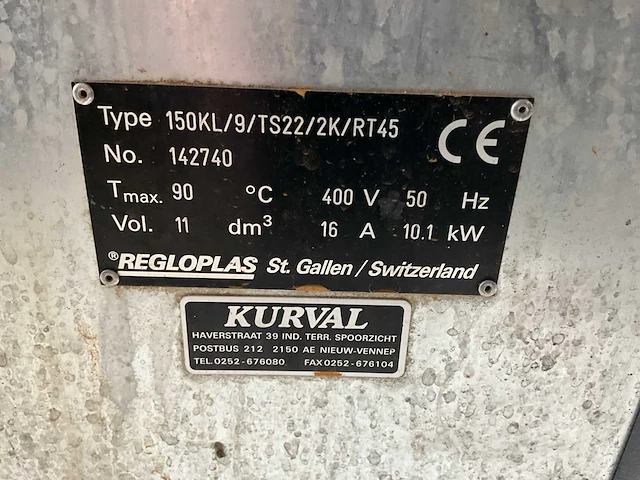 Type 150KL/9/TS22/2K/RT45 CE
No. 142740
Tmax. 90 °C 400 V 50 Hz
Vol. 11 dm³ 16 A 10.1 kW
®REGLOPLAS St. Gallen / Switzerland
KURVAL
HAVERSTRAAT 39 IND. TERR. SPOORZICHT
POSTBUS 212 2150 AE NIEUW-VENNEP
TEL.0252-676080 FAX0252-676104